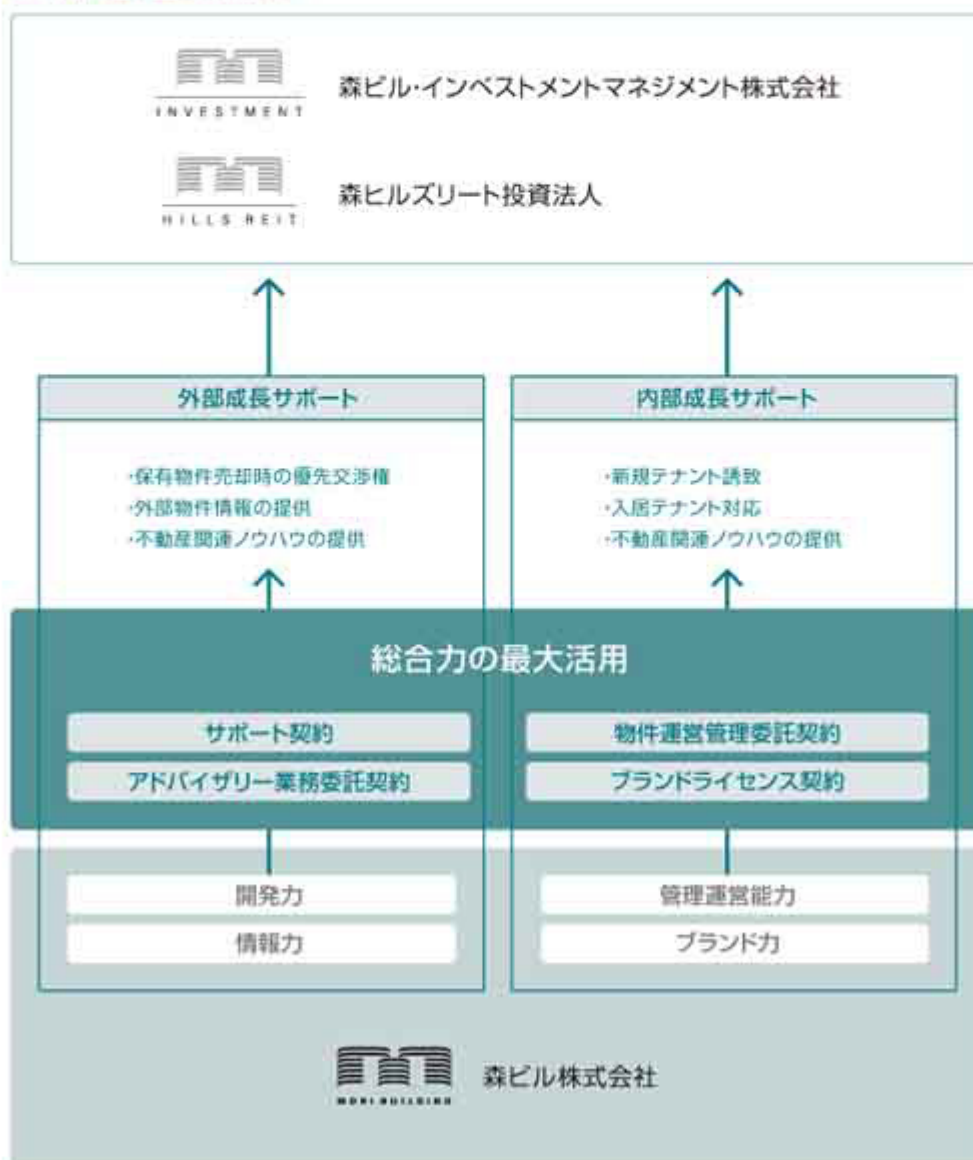 INVESTMENT
森ビル・インベストメントマネジメント株式会社
HILLS REIT
森ヒルズリート投資法人
外部成長サポート
・保有物件売却時の優先交渉権
・外部物件情報の提供
・不動産関連ノウハウの提供
内部成長サポート
・新規テナント誘致
・入居テナント対応
・不動産関連ノウハウの提供
総合力の最大活用
サポート契約
アドバイザリー業務委託契約
物件運営管理委託契約
ブランドライセンス契約
開発力
情報力
管理運営能力
ブランド力
MORI BUILDING
森ビル株式会社